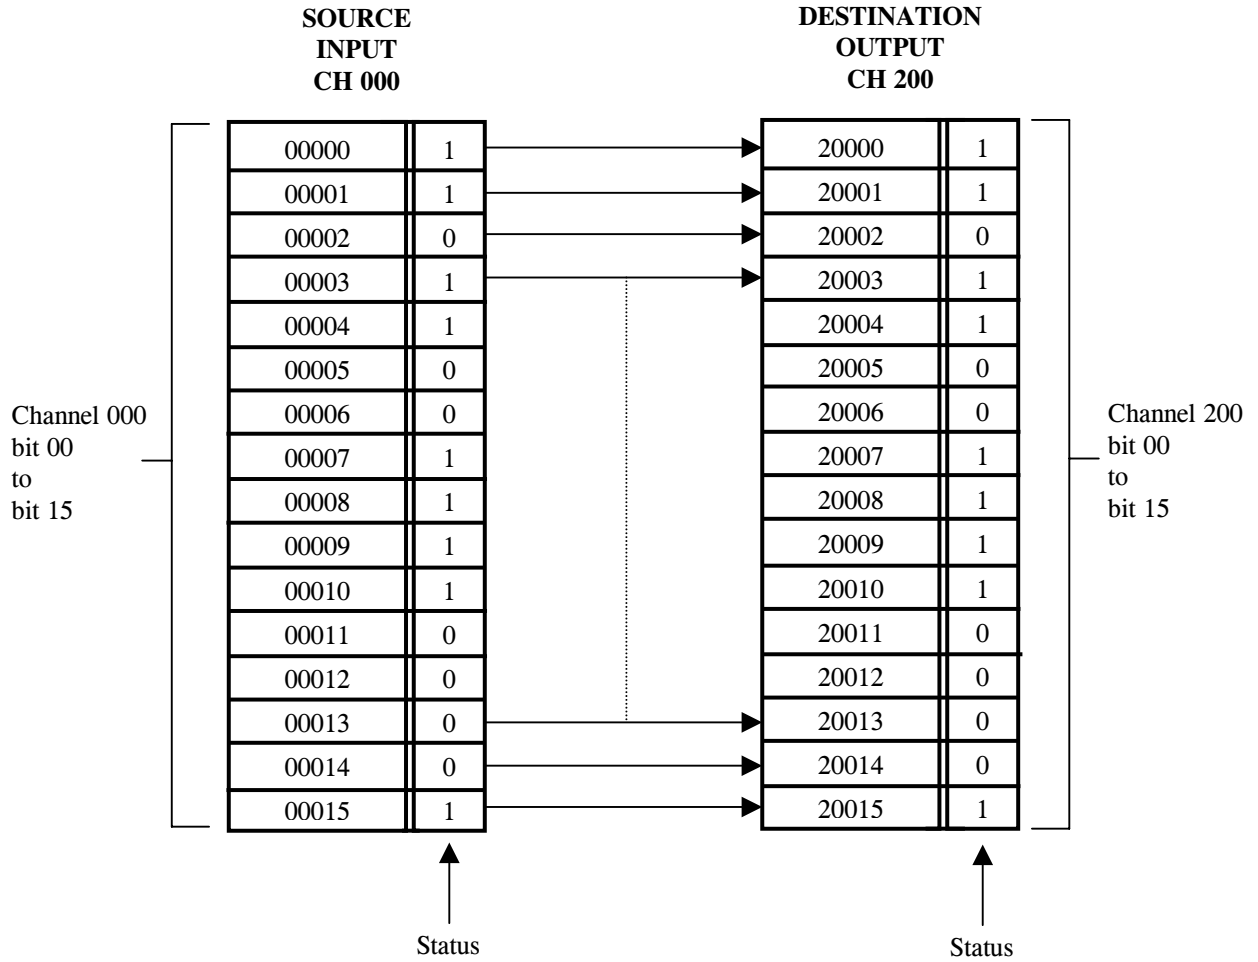 SOURCE
INPUT
CH 000
DESTINATION
OUTPUT
CH 200
00000 1 20000 1
00001 1 20001 1
00002 0 20002 0
00003 1 20003 1
00004 1 20004 1
00005 0 20005 0
00006 0 20006 0
00007 1 20007 1
00008 1 20008 1
00009 1 20009 1
00010 1 20010 1
00011 0 20011 0
00012 0 20012 0
00013 0 20013 0
00014 0 20014 0
00015 1 20015 1
Channel 000
bit 00
to
bit 15
Channel 200
bit 00
to
bit 15
Status
Status